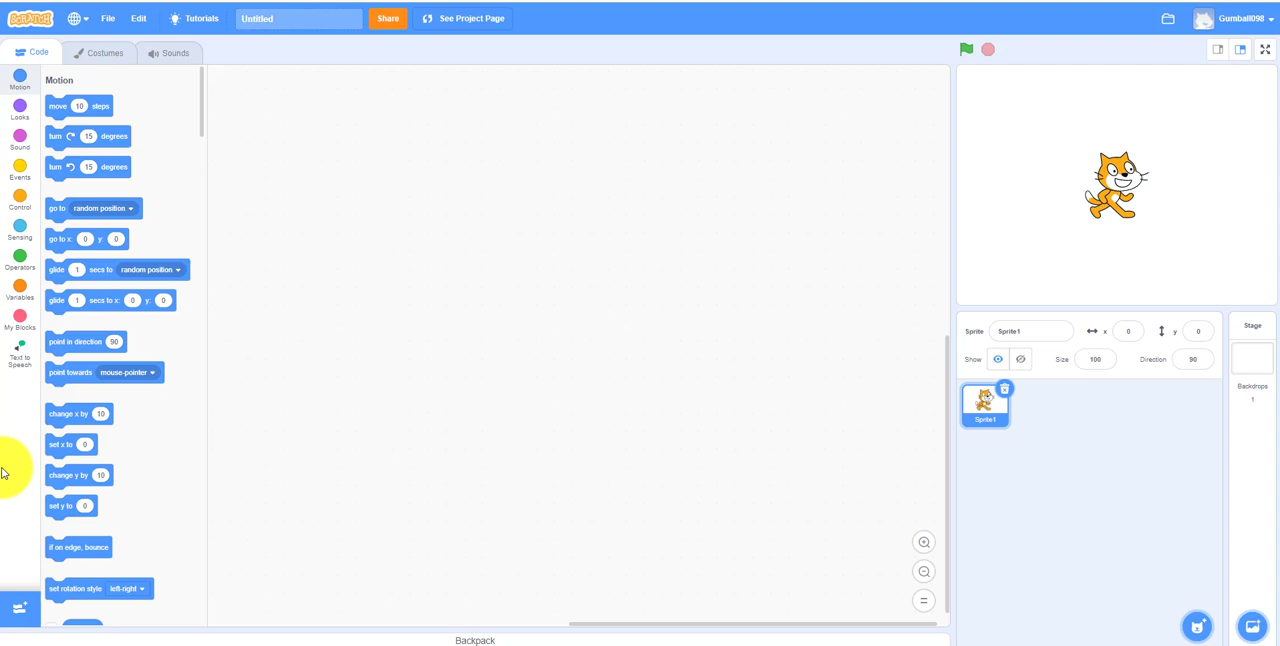 SCRATCH File Edit Tutorials Untitled Share See Project Page Gumball098
Code Costumes Sounds
Motion
Looks
Sound
Events
Control
Sensing
Operators
Variables
My Blocks
Text to
Speech
Motion
move 10 steps
turn 15 degrees
turn 15 degrees
go to random position
go to x: 0 y: 0
glide 1 secs to random position
glide 1 secs to x: 0 y: 0
point in direction 90
point towards mouse-pointer
change x by 10
set x to 0
change y by 10
set y to 0
if on edge, bounce
set rotation style left-right
Backpack
Sprite Sprite1 x 0 y 0
Show Size 100 Direction 90
Sprite1
Stage
Backdrops
1